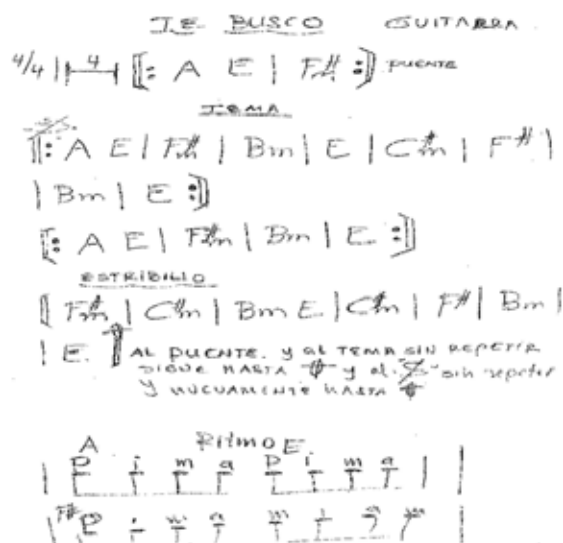 TE BUSCO GUITARRA
4/4 | 4 | [: A E | F#m :] PUENTE
TEMA
[: A E | F#m | Bm | E | C#m | F# |
| Bm | E :]
[: A E | F#m | Bm | E :]
ESTRIBILLO
[ F#m | C#m | Bm E | C#m | F# | Bm |
| E. AL PUENTE. y al TEMA SIN REPETIR
SIGUE HASTA y al sin repetir
Y NUEVAMENTE HASTA
A Ritmo E
| P i m a P i m a | |
F# P i m a m i a m